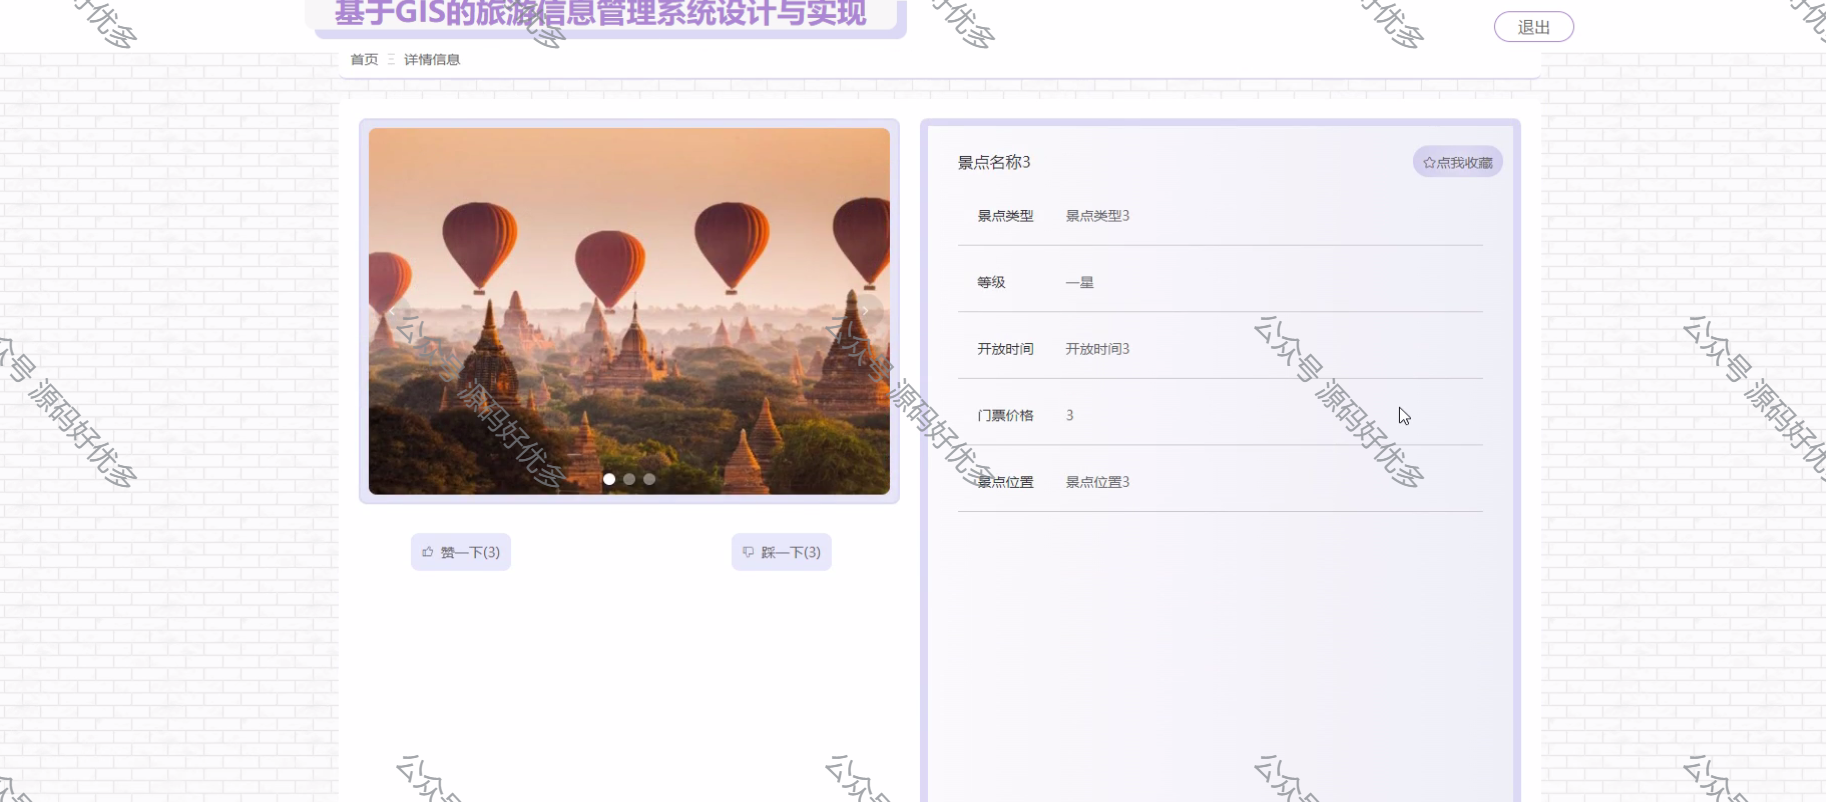 基于GIS的旅游信息管理系统设计与实现
退出
首页 三 详情信息
景点名称3
点我收藏
景点类型 景点类型3
等级 一星
开放时间 开放时间3
门票价格 3
景点位置 景点位置3
赞一下(3)
踩一下(3)
公众号 源码好优多
公众号 源码好优多
公众号 源码好优多
公众号 源码好优多
公众号 源码好优多